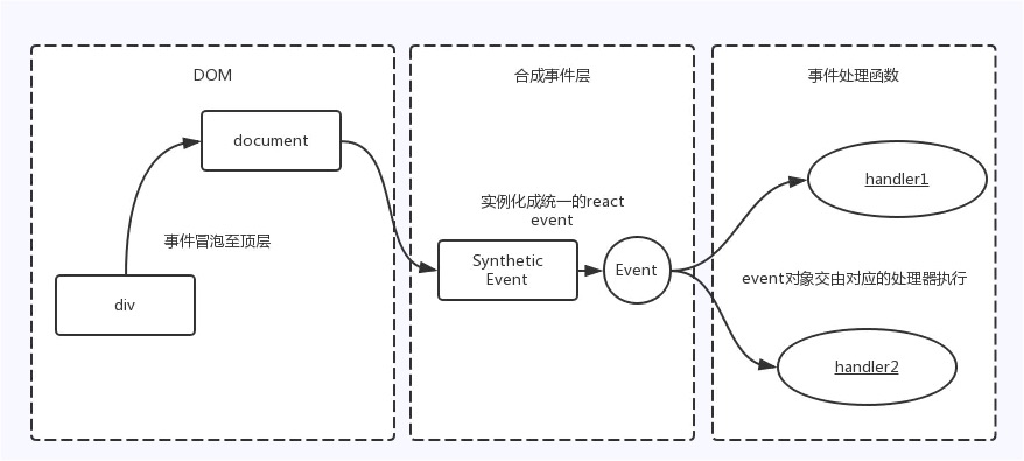 DOM
document
事件冒泡至顶层
div
合成事件层
实例化成统一的react
event
Synthetic
Event
Event
事件处理函数
handler1
event对象交由对应的处理器执行
handler2